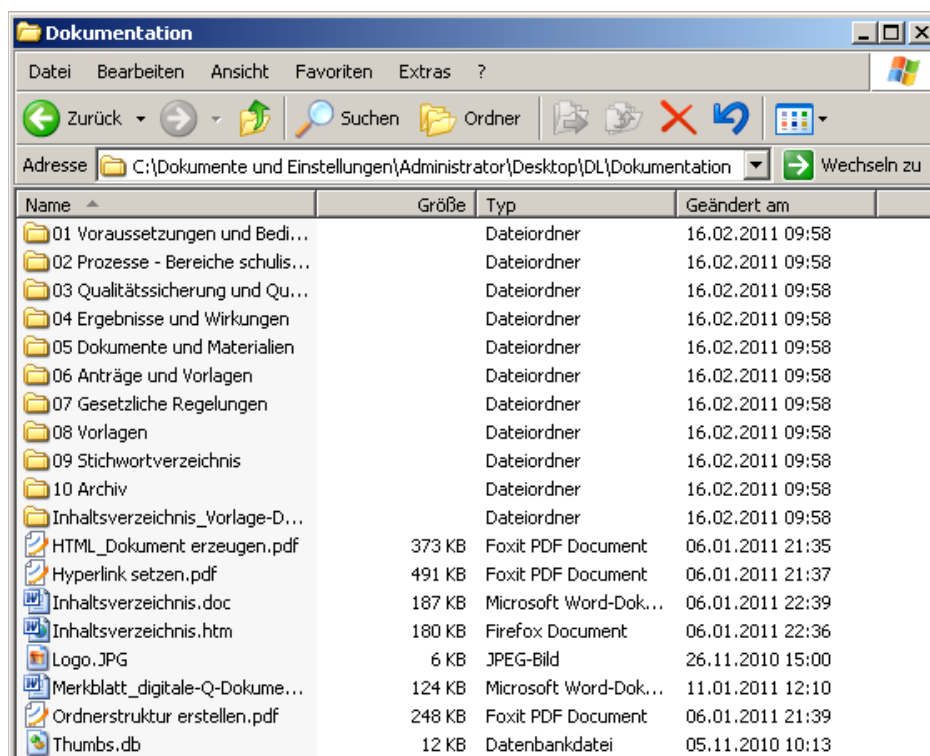 Dokumentation
Datei Bearbeiten Ansicht Favoriten Extras ?
Zurück Suchen Ordner
Adresse C:\Dokumente und Einstellungen\Administrator\Desktop\DL\Dokumentation Wechseln zu
Name Größe Typ Geändert am
01 Voraussetzungen und Bedi... Dateiordner 16.02.2011 09:58
02 Prozesse - Bereiche schulis... Dateiordner 16.02.2011 09:58
03 Qualitätssicherung und Qu... Dateiordner 16.02.2011 09:58
04 Ergebnisse und Wirkungen Dateiordner 16.02.2011 09:58
05 Dokumente und Materialien Dateiordner 16.02.2011 09:58
06 Anträge und Vorlagen Dateiordner 16.02.2011 09:58
07 Gesetzliche Regelungen Dateiordner 16.02.2011 09:58
08 Vorlagen Dateiordner 16.02.2011 09:58
09 Stichwortverzeichnis Dateiordner 16.02.2011 09:58
10 Archiv Dateiordner 16.02.2011 09:58
Inhaltsverzeichnis_Vorlage-D... Dateiordner 16.02.2011 09:58
HTML_Dokument erzeugen.pdf 373 KB Foxit PDF Document 06.01.2011 21:35
Hyperlink setzen.pdf 491 KB Foxit PDF Document 06.01.2011 21:37
Inhaltsverzeichnis.doc 187 KB Microsoft Word-Dok... 06.01.2011 22:39
Inhaltsverzeichnis.htm 180 KB Firefox Document 06.01.2011 22:36
Logo.JPG 6 KB JPEG-Bild 26.11.2010 15:00
Merkblatt_digitale-Q-Dokume... 124 KB Microsoft Word-Dok... 11.01.2011 12:10
Ordnerstruktur erstellen.pdf 248 KB Foxit PDF Document 06.01.2011 21:39
Thumbs.db 12 KB Datenbankdatei 05.11.2010 10:13